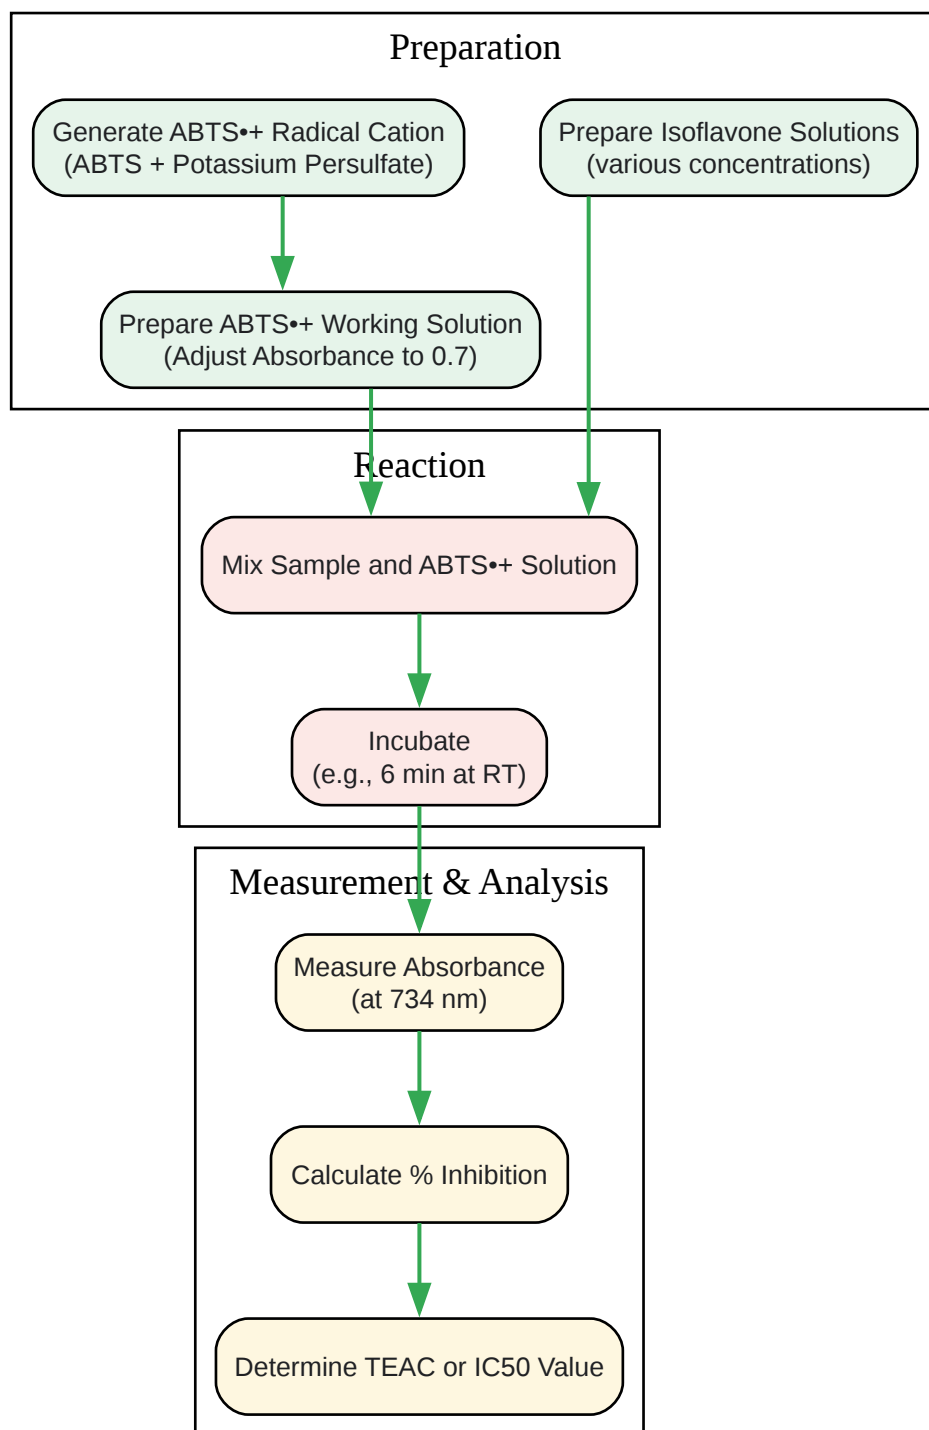 Preparation
Generate ABTS•+ Radical Cation
(ABTS + Potassium Persulfate)
Prepare Isoflavone Solutions
(various concentrations)
Prepare ABTS•+ Working Solution
(Adjust Absorbance to 0.7)
Reaction
Mix Sample and ABTS•+ Solution
Incubate
(e.g., 6 min at RT)
Measurement & Analysis
Measure Absorbance
(at 734 nm)
Calculate % Inhibition
Determine TEAC or IC50 Value